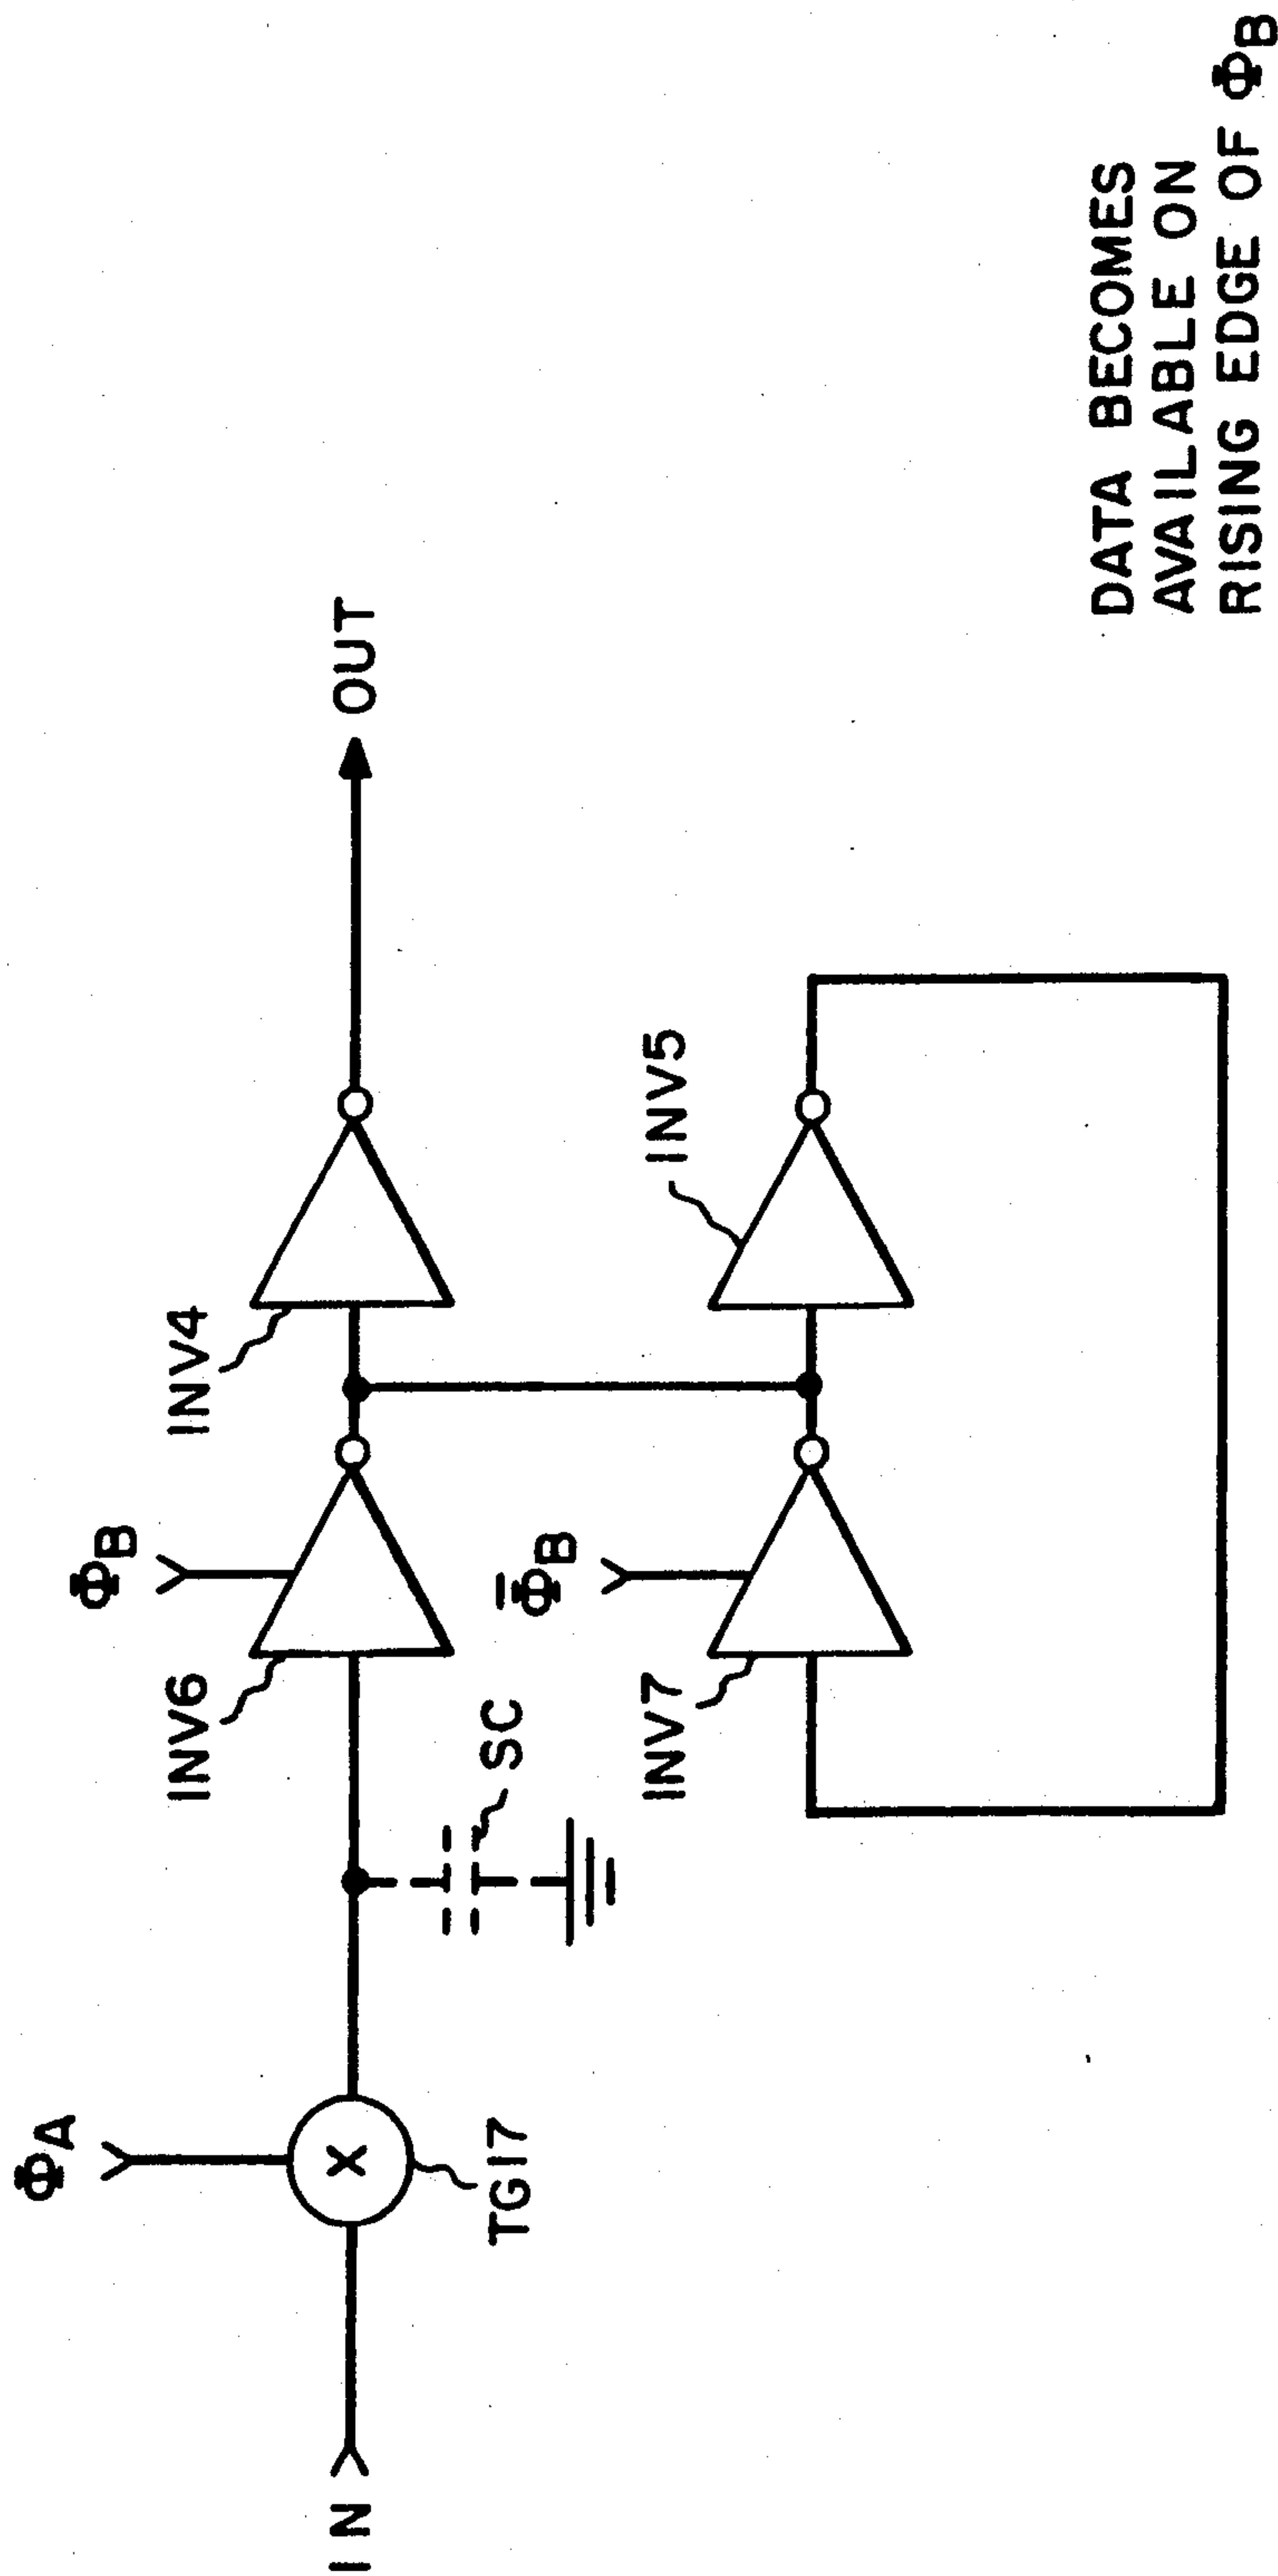 IN
ΦA
TG17
SC
INV6
ΦB
INV4
OUT
INV7
Φ̄B
INV5
DATA BECOMES
AVAILABLE ON
RISING EDGE OF ΦB